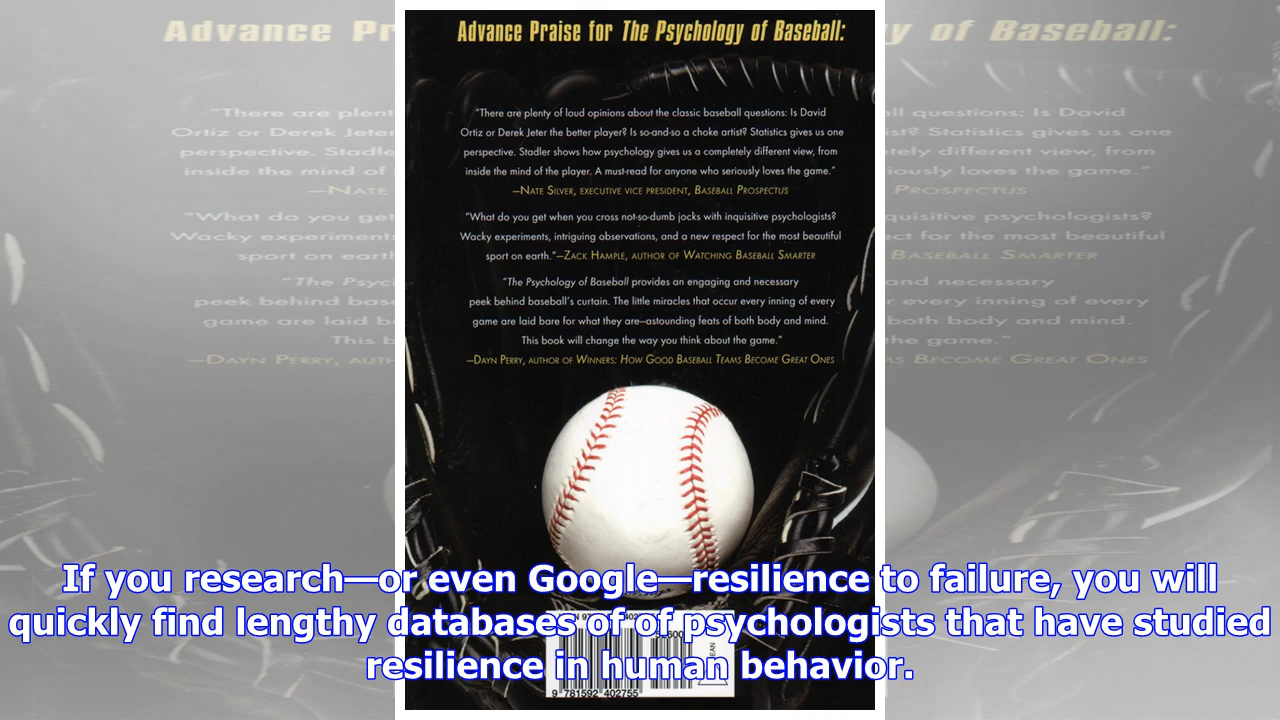 Advance Praise for The Psychology of Baseball:
“There are plenty of loud opinions about the classic baseball questions: Is David
Ortiz or Derek Jeter the better player? Is so-and-so a choke artist? Statistics gives us one
perspective. Stadler shows how psychology gives us a completely different view, from
inside the mind of the player. A must-read for anyone who seriously loves the game.”
—Nate Silver, executive vice president, Baseball Prospectus
“What do you get when you cross not-so-dumb jocks with inquisitive psychologists?
Wacky experiments, intriguing observations, and a new respect for the most beautiful
sport on earth.”—Zack Hample, author of Watching Baseball Smarter
“The Psychology of Baseball provides an engaging and necessary
peek behind baseball’s curtain. The little miracles that occur every inning of every
game are laid bare for what they are—astounding feats of both body and mind.
This book will change the way you think about the game.”
—Dayn Perry, author of Winners: How Good Baseball Teams Become Great Ones
If you research—or even Google—resilience to failure, you will
quickly find lengthy databases of of psychologists that have studied
resilience in human behavior.
9 781592 402755